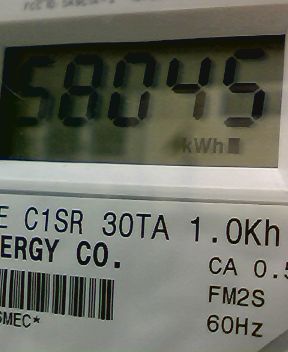 58045
kWh
E C1SR 30TA 1.0Kh
ERGY CO.
CA 0.5
FM2S
60Hz
SMEC*